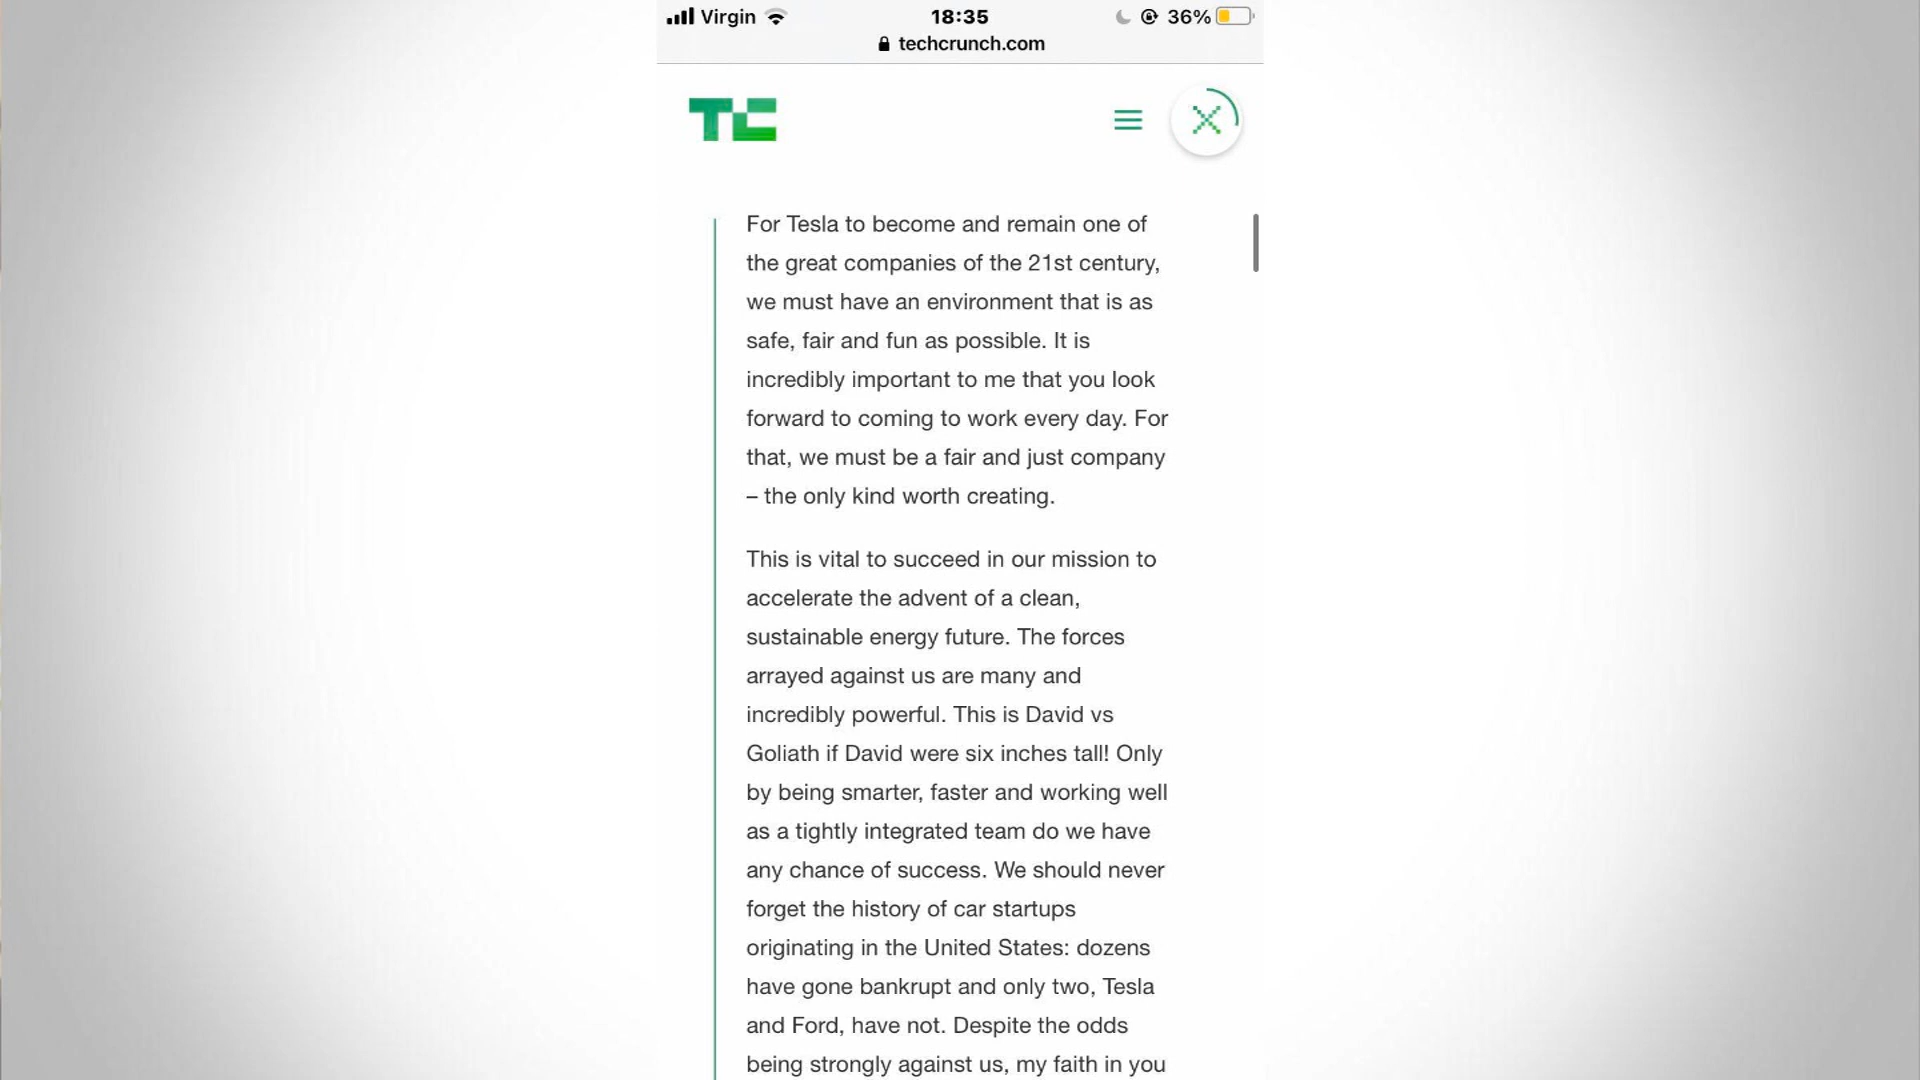 Virgin
18:35
36%
techcrunch.com
TC
For Tesla to become and remain one of
the great companies of the 21st century,
we must have an environment that is as
safe, fair and fun as possible. It is
incredibly important to me that you look
forward to coming to work every day. For
that, we must be a fair and just company
– the only kind worth creating.
This is vital to succeed in our mission to
accelerate the advent of a clean,
sustainable energy future. The forces
arrayed against us are many and
incredibly powerful. This is David vs
Goliath if David were six inches tall! Only
by being smarter, faster and working well
as a tightly integrated team do we have
any chance of success. We should never
forget the history of car startups
originating in the United States: dozens
have gone bankrupt and only two, Tesla
and Ford, have not. Despite the odds
being strongly against us, my faith in you